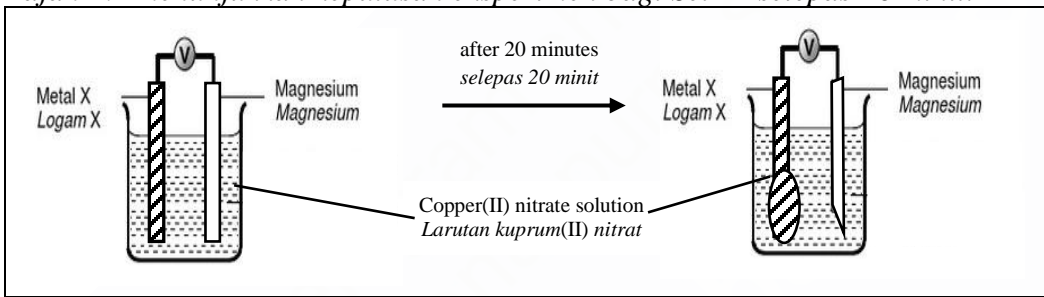 V
after 20 minutes
selepas 20 minit
V
Metal X
Logam X
Magnesium
Magnesium
Metal X
Logam X
Magnesium
Magnesium
Copper(II) nitrate solution
Larutan kuprum(II) nitrat